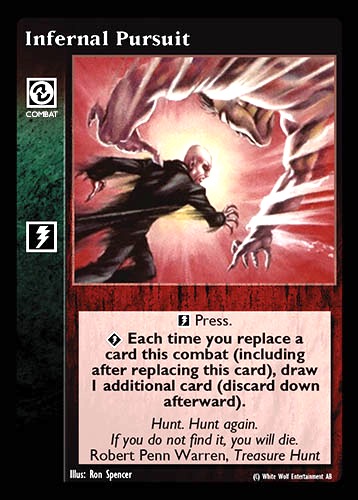 Infernal Pursuit
COMBAT
Press.
Each time you replace a
card this combat (including
after replacing this card), draw
1 additional card (discard down
afterward).
Hunt. Hunt again.
If you do not find it, you will die.
Robert Penn Warren, Treasure Hunt
Illus: Ron Spencer
(C) White Wolf Entertainment AB